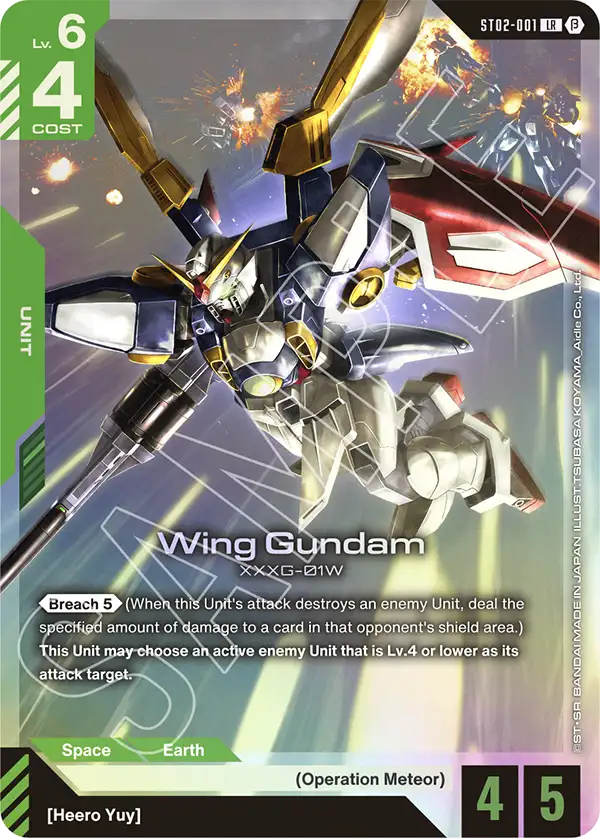 Lv. 6
4
COST
ST02-001 LR β
UNIT
SAMPLE
Wing Gundam
XXXG-01W
Breach 5 (When this Unit's attack destroys an enemy Unit, deal the
specified amount of damage to a card in that opponent's shield area.)
This Unit may choose an active enemy Unit that is Lv.4 or lower as its
attack target.
©ST・SR BANDAI MADE IN JAPAN ILLUST.TSUBASA KOYAMA_Aidle Co., Ltd.
Space Earth
(Operation Meteor)
4 5
[Heero Yuy]